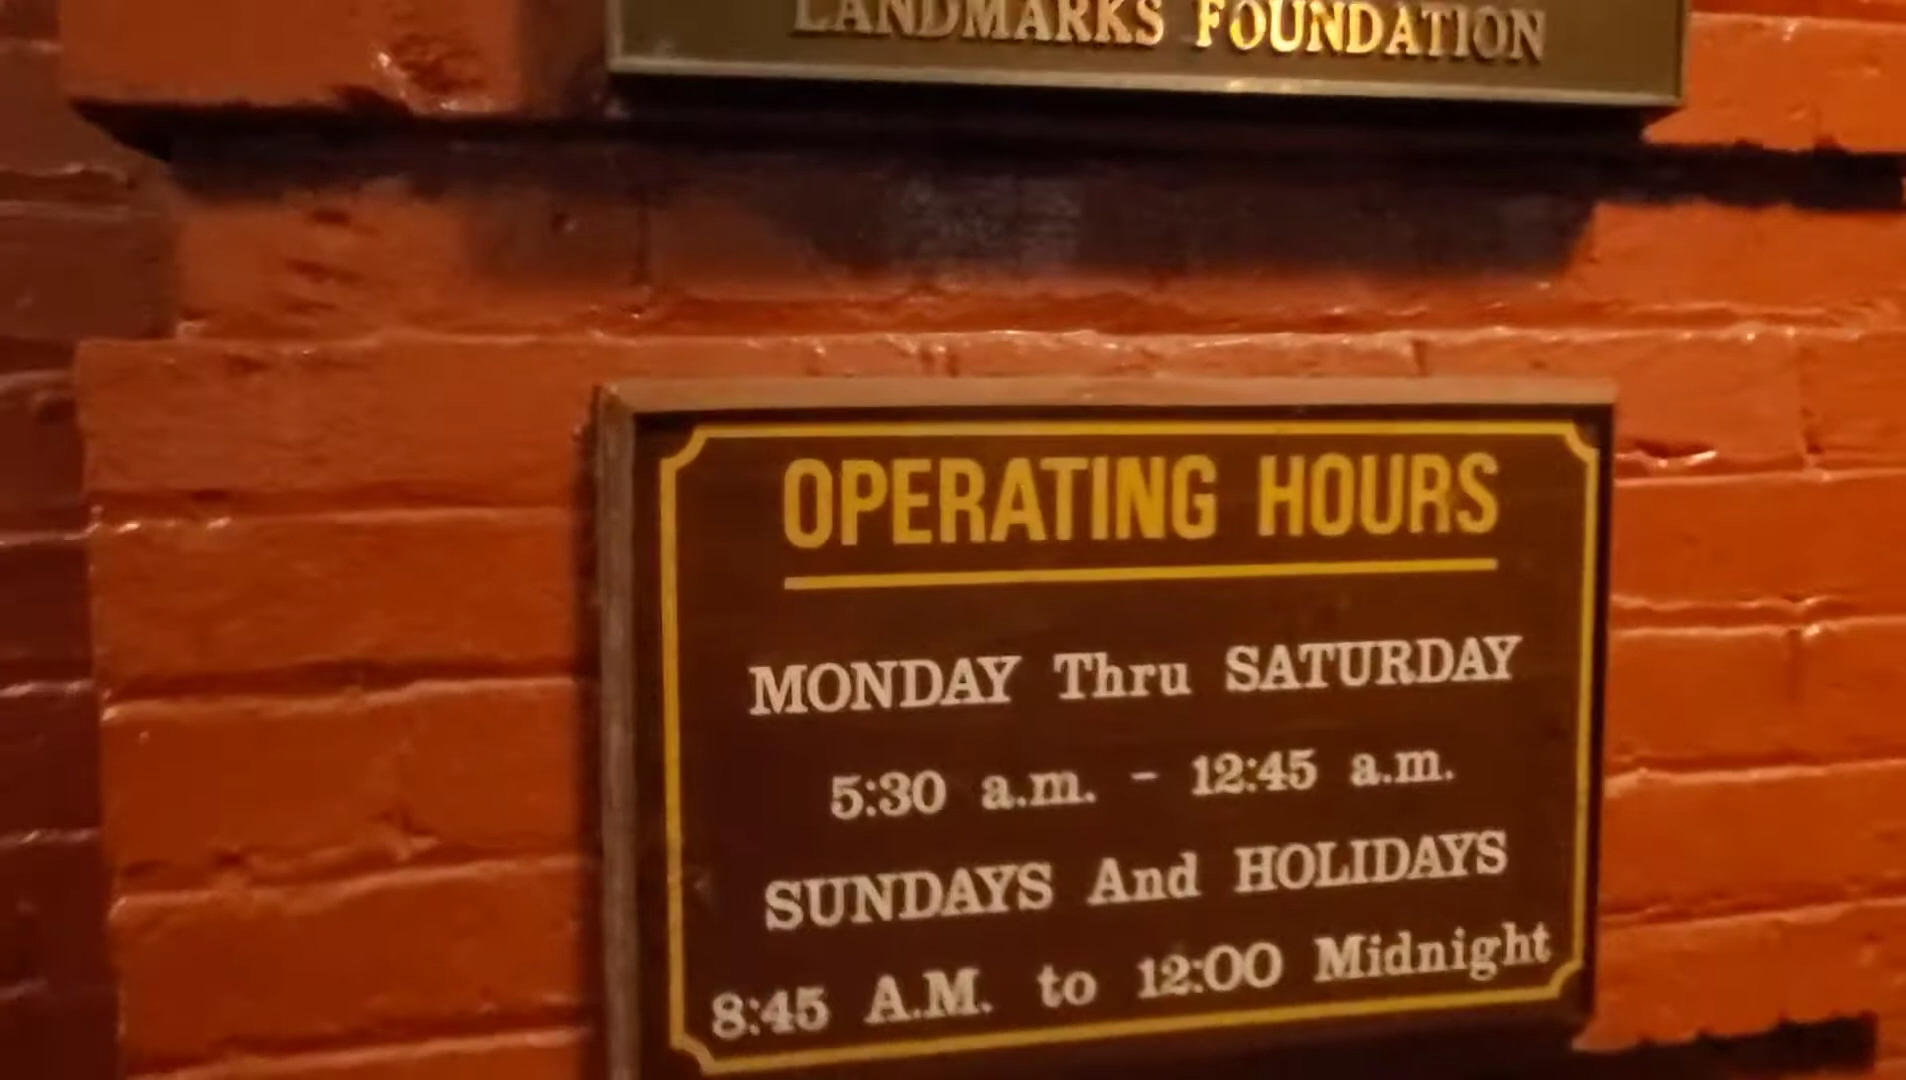 LANDMARKS FOUNDATION
OPERATING HOURS
MONDAY Thru SATURDAY
5:30 a.m. - 12:45 a.m.
SUNDAYS And HOLIDAYS
8:45 A.M. to 12:00 Midnight